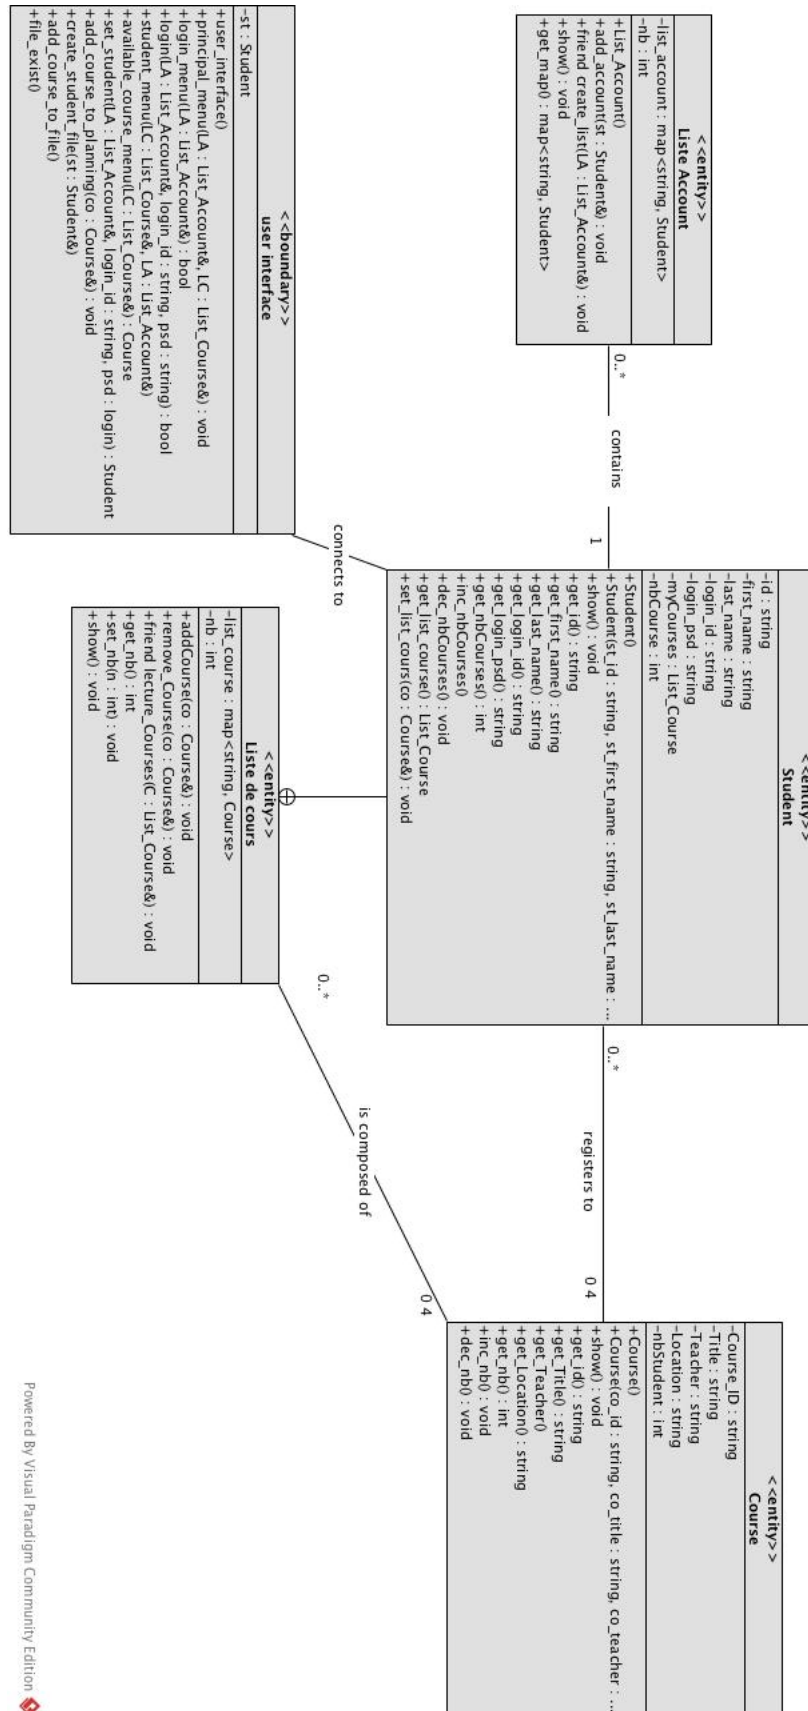 <<entity>>
Liste Account
-list_account : map<string, Student>
-nb : int
+List_Account()
+add_account(st : Student&) : void
+friend create_list(LA : List_Account&) : void
+show() : void
+get_map() : map<string, Student>
0..*
contains
1
<<entity>>
Student
-id : string
-first_name : string
-last_name : string
-login_id : string
-login_psd : string
-myCourses : List_Course
-nbCourse : int
+Student()
+Student(st_id : string, st_first_name : string, st_last_name : ...
+show() : void
+get_id() : string
+get_first_name() : string
+get_last_name() : string
+get_login_id() : string
+get_login_psd() : string
+get_nbCourses() : int
+inc_nbCourses()
+dec_nbCourses() : void
+get_list_course() : List_Course
+set_list_cours(co : Course&) : void
0..*
registers to
0 4
<<entity>>
Course
-Course_ID : string
-Title : string
-Teacher : string
-Location : string
-nbStudent : int
+Course()
+Course(co_id : string, co_title : string, co_teacher : ...
+show() : void
+get_id() : string
+get_Title() : string
+get_Teacher()
+get_Location() : string
+get_nb() : int
+inc_nb() : void
+dec_nb() : void
<<boundary>>
user interface
-st : Student
+user_interface()
+principal_menu(LA : List_Account&, LC : List_Course&) : void
+login_menu(LA : List_Account&) : bool
+login(LA : List_Account&, login_id : string, psd : string) : bool
+student_menu(LC : List_Course&, LA : List_Account&)
+available_course_menu(LC : List_Course&) : Course
+set_student(LA : List_Account&, login_id : string, psd : login) : Student
+add_course_to_planning(co : Course&) : void
+create_student_file(st : Student&)
+add_course_to_file()
+file_exist()
connects to
<<entity>>
Liste de cours
-list_course : map<string, Course>
-nb : int
+addCourse(co : Course&) : void
+remove_Course(co : Course&) : void
+friend lecture_Courses(C : List_Course&) : void
+get_nb() : int
+set_nb(n : int) : void
+show() : void
0..*
is composed of
0 4
Powered By Visual Paradigm Community Edition